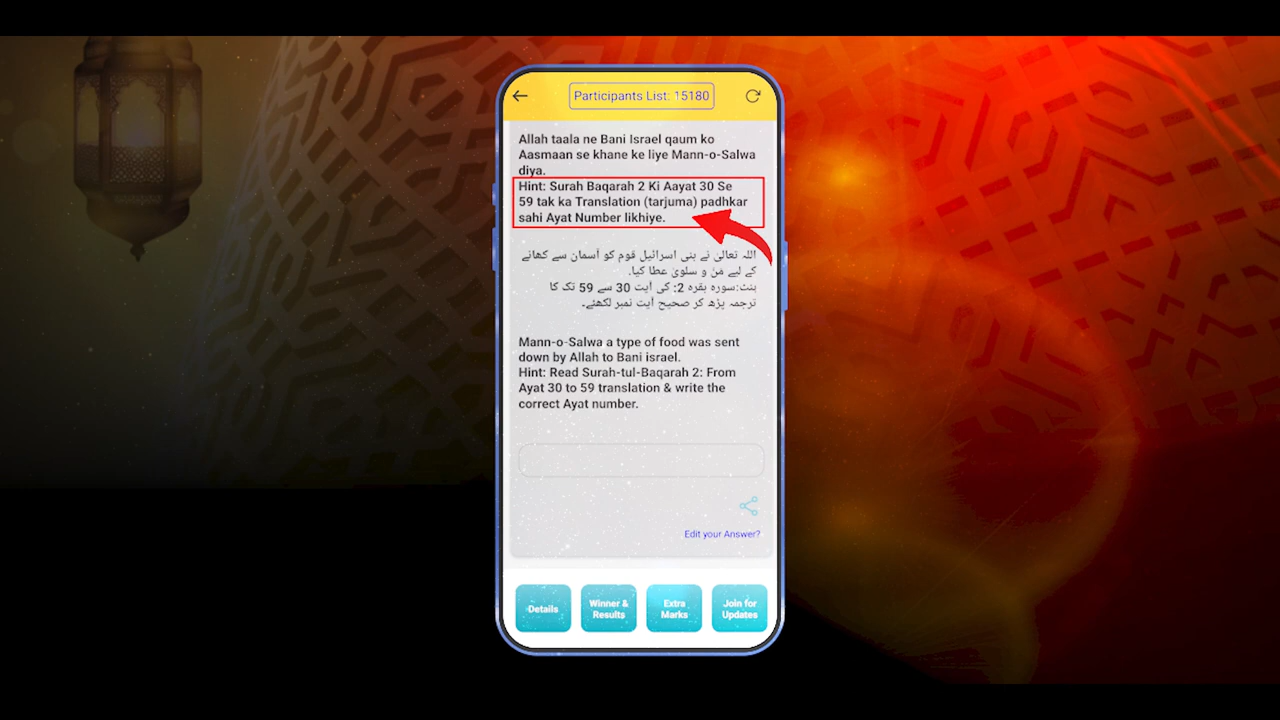 Participants List: 15180
Allah taala ne Bani Israel qaum ko
Aasmaan se khane ke liye Mann-o-Salwa
diya.
Hint: Surah Baqarah 2 Ki Aayat 30 Se
59 tak ka Translation (tarjuma) padhkar
sahi Ayat Number likhiye.
اللہ تعالیٰ نے بنی اسرائیل قوم کو آسمان سے کھانے
کے لیے مَنّ و سلویٰ عطا کیا۔
ہنٹ:سورہ بقرہ 2: کی آیت 30 سے 59 تک کا
ترجمہ پڑھ کر صحیح آیت نمبر لکھئے۔
Mann-o-Salwa a type of food was sent
down by Allah to Bani israel.
Hint: Read Surah-tul-Baqarah 2: From
Ayat 30 to 59 translation & write the
correct Ayat number.
Edit your Answer?
Details
Winner &
Results
Extra
Marks
Join for
Updates